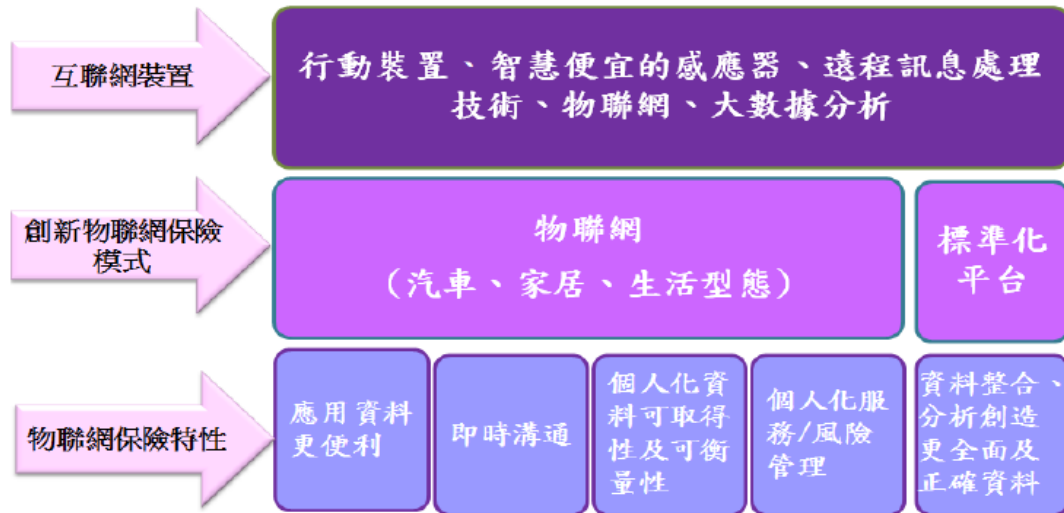 互聯網裝置
行動裝置、智慧便宜的感應器、遠程訊息處理
技術、物聯網、大數據分析
創新物聯網保險
模式
物聯網
（汽車、家居、生活型態）
標準化
平台
物聯網保險特性
應用資料
更便利
即時溝通
個人化資
料可取得
性及可衡
量性
個人化服
務/風險
管理
資料整合、
分析創造
更全面及
正確資料